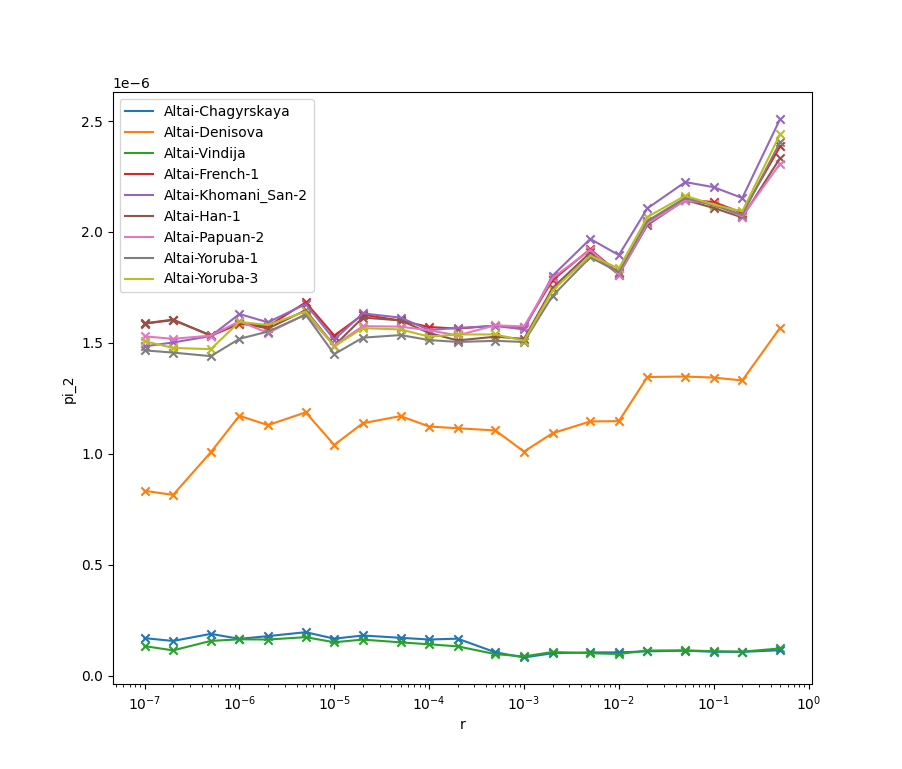 1e−6
Altai-Chagyrskaya
Altai-Denisova
Altai-Vindija
Altai-French-1
Altai-Khomani_San-2
Altai-Han-1
Altai-Papuan-2
Altai-Yoruba-1
Altai-Yoruba-3
2.5
2.0
1.5
1.0
0.5
0.0
pi_2
10⁻⁷ 10⁻⁶ 10⁻⁵ 10⁻⁴ 10⁻³ 10⁻² 10⁻¹ 10⁰
r